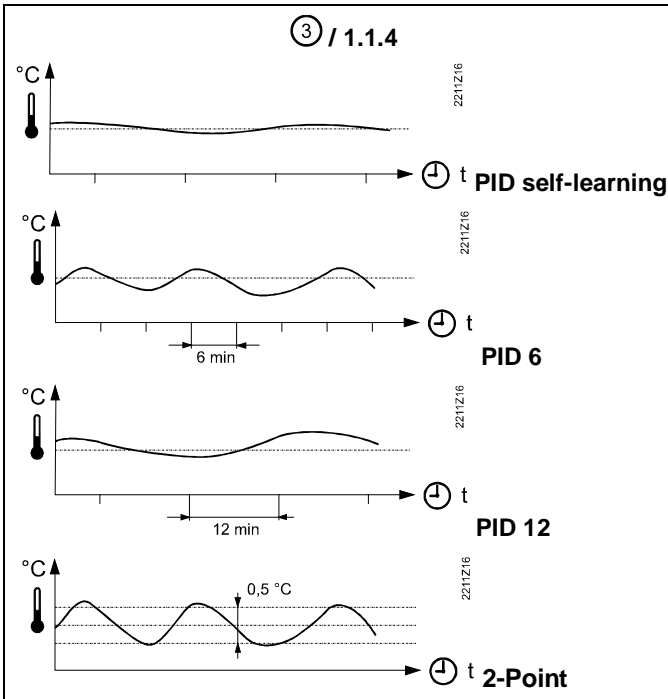 ③ / 1.1.4
°C
2211Z16
t PID self-learning
°C
2211Z16
t
6 min
PID 6
°C
2211Z16
t
12 min
PID 12
°C
2211Z16
0,5 °C
t 2-Point